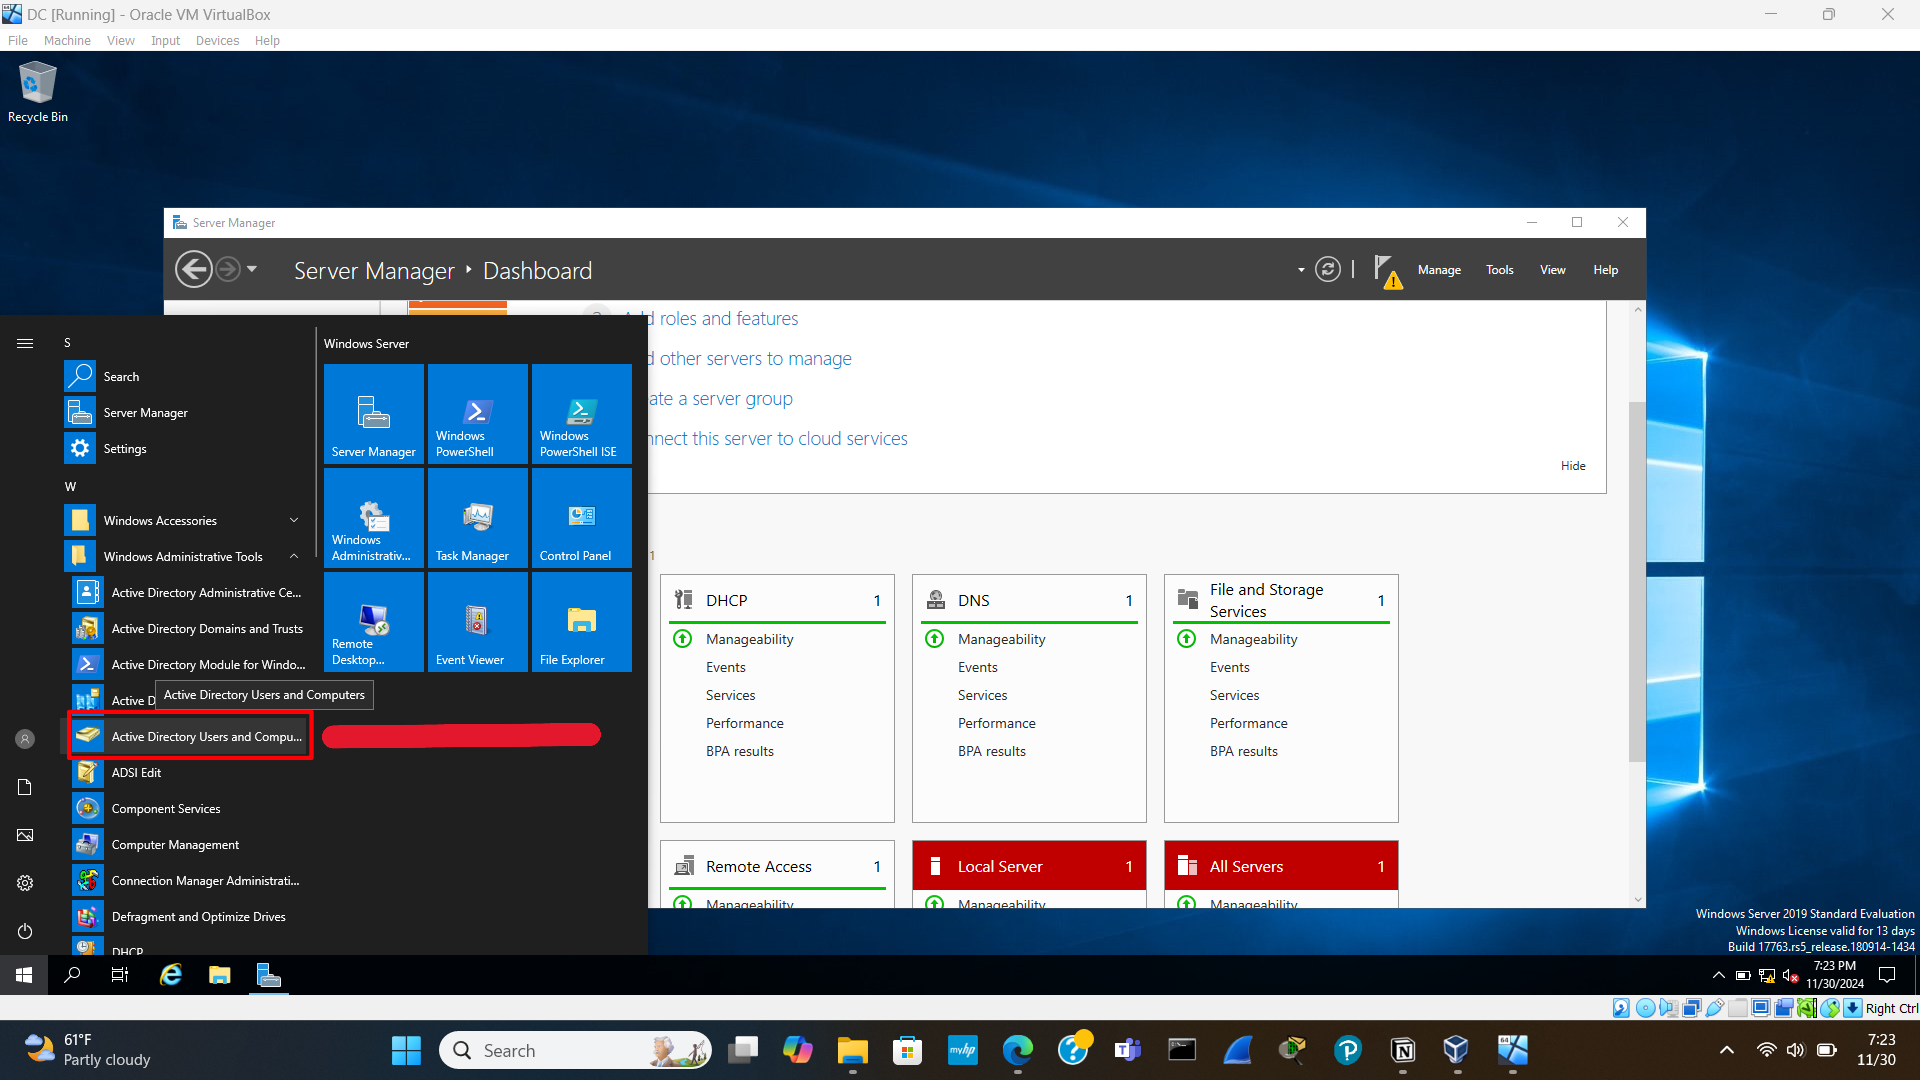 DC [Running] - Oracle VM VirtualBox
File Machine View Input Devices Help
Recycle Bin
Server Manager
Server Manager Dashboard
Manage Tools View Help
roles and features
other servers to manage
a server group
this server to cloud services
Hide
1
S
Search
Server Manager
Settings
W
Windows Accessories
Windows Administrative Tools
Active Directory Administrative Ce...
Active Directory Domains and Trusts
Active Directory Module for Windo...
Active D
Active Directory Users and Computers
Active Directory Users and Compu...
ADSI Edit
Component Services
Computer Management
Connection Manager Administrati...
Defragment and Optimize Drives
DHCP
Windows Server
Server Manager
Windows PowerShell
Windows PowerShell ISE
Windows Administrativ...
Task Manager
Control Panel
Remote Desktop...
Event Viewer
File Explorer
DHCP 1
Manageability
Events
Services
Performance
BPA results
DNS 1
Manageability
Events
Services
Performance
BPA results
File and Storage Services 1
Manageability
Events
Services
Performance
BPA results
Remote Access 1
Manageability
Local Server 1
Manageability
All Servers 1
Manageability
Windows Server 2019 Standard Evaluation
Windows License valid for 13 days
Build 17763.rs5_release.180914-1434
7:23 PM
11/30/2024
Right Ctrl
61°F
Partly cloudy
Search
myhp
64
7:23
11/30